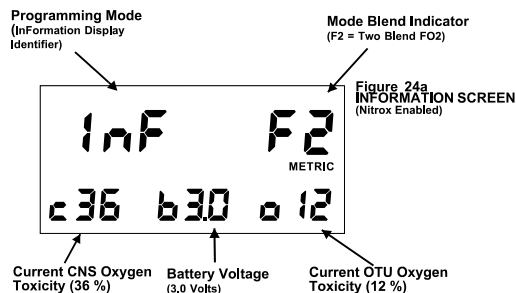 Programming Mode
(InFormation Display
Identifier)
Mode Blend Indicator
(F2 = Two Blend FO2)
Figure 24a
INFORMATION SCREEN
(Nitrox Enabled)
InF F2
METRIC
c36 b3.0 o12
Current CNS Oxygen
Toxicity (36 %)
Battery Voltage
(3.0 Volts)
Current OTU Oxygen
Toxicity (12 %)